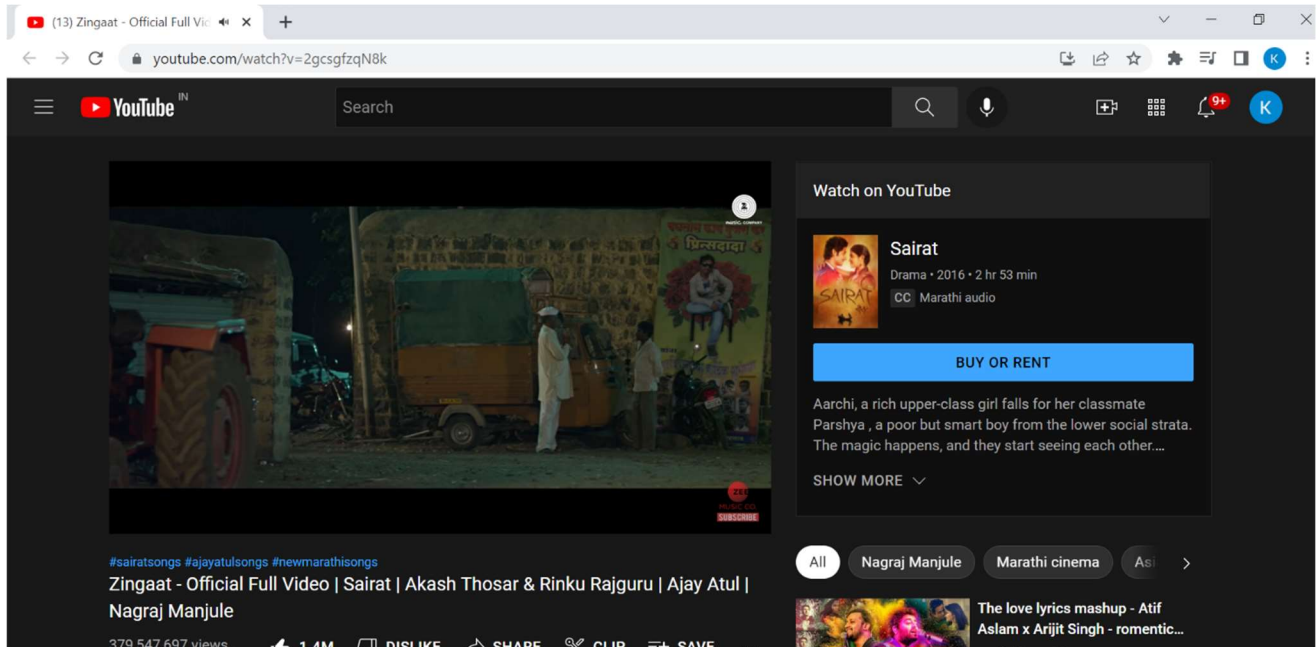 (13) Zingaat - Official Full Vid
youtube.com/watch?v=2gcsgfzqN8k
K
YouTube IN
Search
9+
K
प्रिन्सदादा
ZEE
MUSIC CO.
SUBSCRIBE
#sairatsongs #ajayatulsongs #newmarathisongs
Zingaat - Official Full Video | Sairat | Akash Thosar & Rinku Rajguru | Ajay Atul |
Nagraj Manjule
379,547,697 views 1.4M DISLIKE SHARE CLIP SAVE
Watch on YouTube
SAIRAT
Sairat
Drama • 2016 • 2 hr 53 min
CC Marathi audio
BUY OR RENT
Aarchi, a rich upper-class girl falls for her classmate
Parshya , a poor but smart boy from the lower social strata.
The magic happens, and they start seeing each other....
SHOW MORE
All Nagraj Manjule Marathi cinema Asi
The love lyrics mashup - Atif
Aslam x Arijit Singh - romentic...